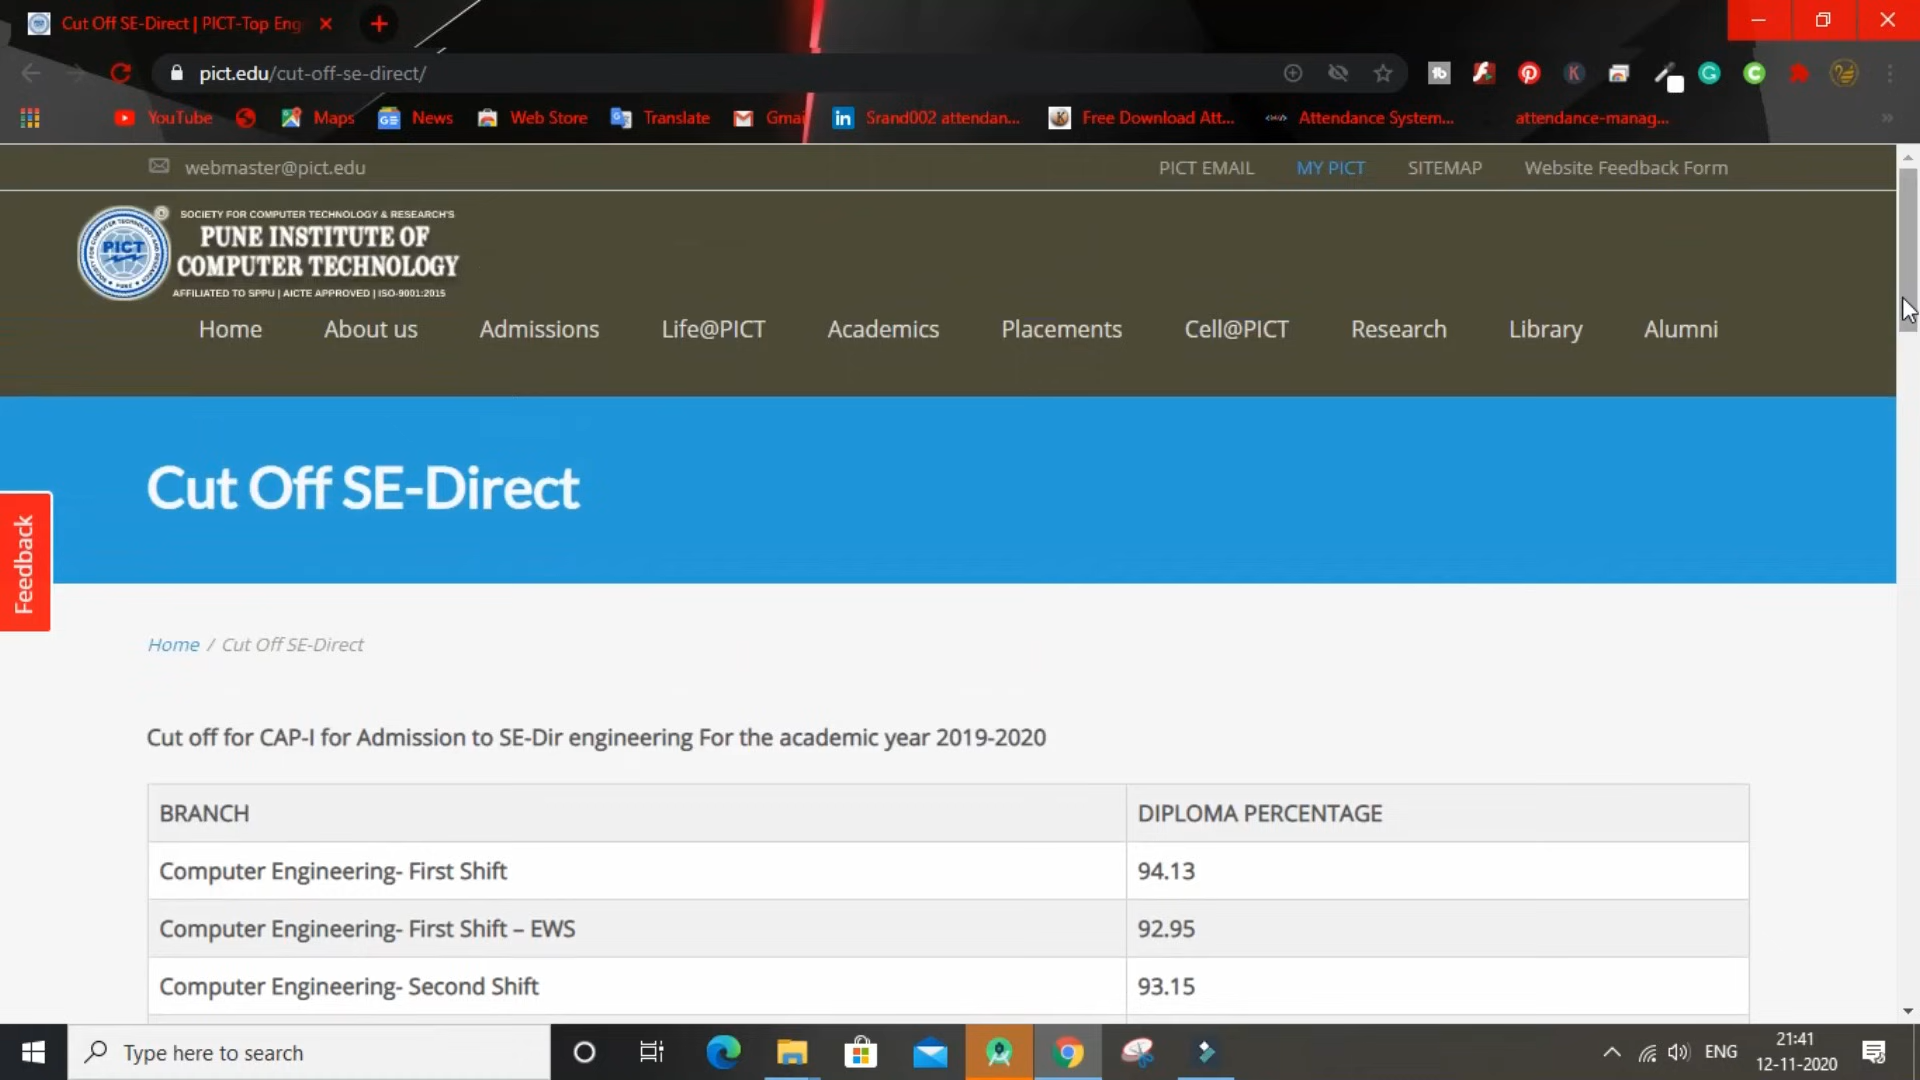 Cut Off SE-Direct | PICT-Top Eng
pict.edu/cut-off-se-direct/
YouTube
Maps
News
Web Store
Translate
Gmai
Srand002 attendan...
Free Download Att...
Attendance System...
attendance-manag...
webmaster@pict.edu
PICT EMAIL
MY PICT
SITEMAP
Website Feedback Form
SOCIETY FOR COMPUTER TECHNOLOGY & RESEARCH'S
PUNE INSTITUTE OF
COMPUTER TECHNOLOGY
AFFILIATED TO SPPU | AICTE APPROVED | ISO-9001:2015
PICT
Home
About us
Admissions
Life@PICT
Academics
Placements
Cell@PICT
Research
Library
Alumni
Cut Off SE-Direct
Feedback
Home / Cut Off SE-Direct
Cut off for CAP-I for Admission to SE-Dir engineering For the academic year 2019-2020
BRANCH DIPLOMA PERCENTAGE
Computer Engineering- First Shift 94.13
Computer Engineering- First Shift – EWS 92.95
Computer Engineering- Second Shift 93.15
Type here to search
ENG
21:41
12-11-2020